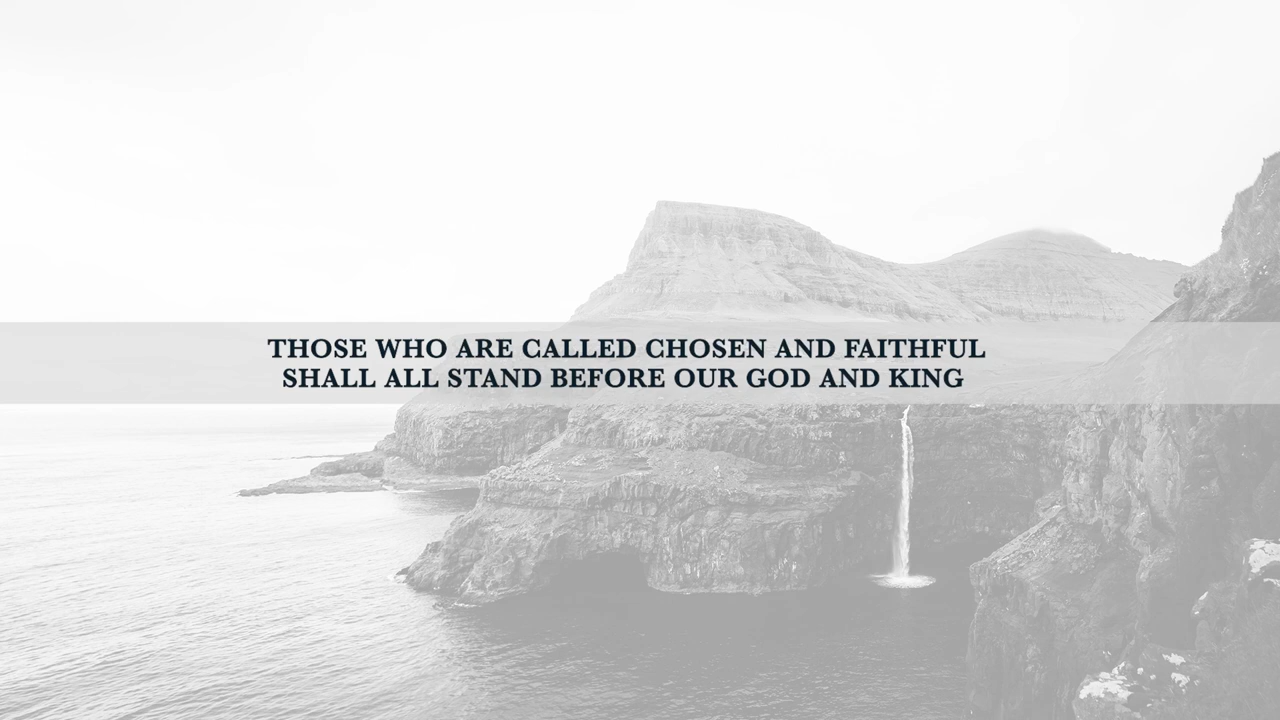 THOSE WHO ARE CALLED CHOSEN AND FAITHFUL
SHALL ALL STAND BEFORE OUR GOD AND KING